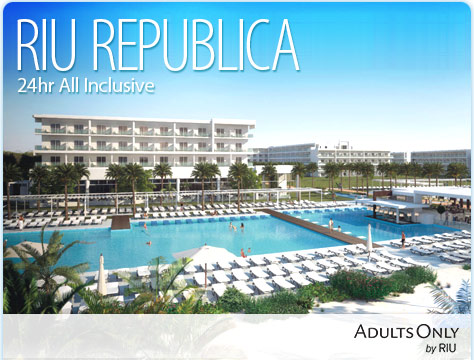 RIU REPUBLICA
24hr All Inclusive
ADULTS ONLY
by RIU